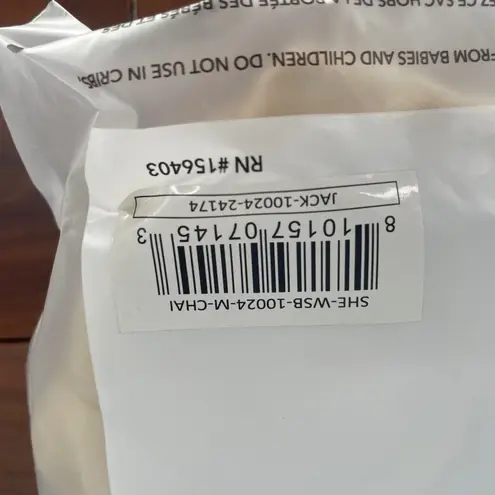 SHE-WSB-10024-M-CHAI
8 10157 07145 3
JACK-10024-24174
RN #156403
FROM BABIES AND CHILDREN. DO NOT USE IN CRIBS,
CE SAC HORS DE LA PORTÉE DES BÉBÉS ET DES